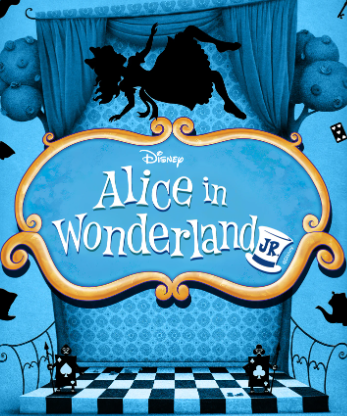 Disney
Alice in
Wonderland
JR.